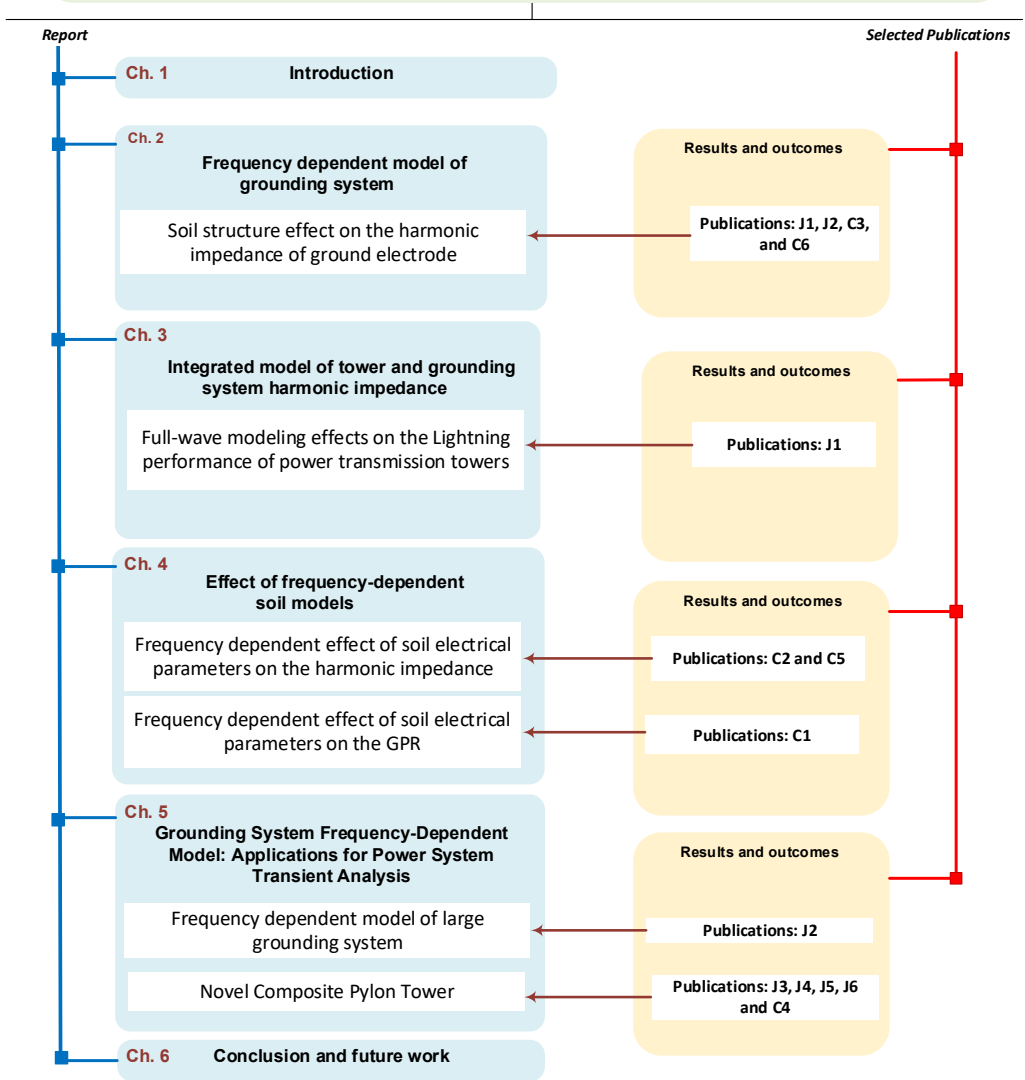 Report
Selected Publications
Ch. 1
Introduction
Ch. 2
Frequency dependent model of
grounding system
Soil structure effect on the harmonic
impedance of ground electrode
Results and outcomes
Publications: J1, J2, C3,
and C6
Ch. 3
Integrated model of tower and grounding
system harmonic impedance
Full-wave modeling effects on the Lightning
performance of power transmission towers
Results and outcomes
Publications: J1
Ch. 4
Effect of frequency-dependent
soil models
Frequency dependent effect of soil electrical
parameters on the harmonic impedance
Frequency dependent effect of soil electrical
parameters on the GPR
Results and outcomes
Publications: C2 and C5
Publications: C1
Ch. 5
Grounding System Frequency-Dependent
Model: Applications for Power System
Transient Analysis
Frequency dependent model of large
grounding system
Novel Composite Pylon Tower
Results and outcomes
Publications: J2
Publications: J3, J4, J5, J6
and C4
Ch. 6
Conclusion and future work